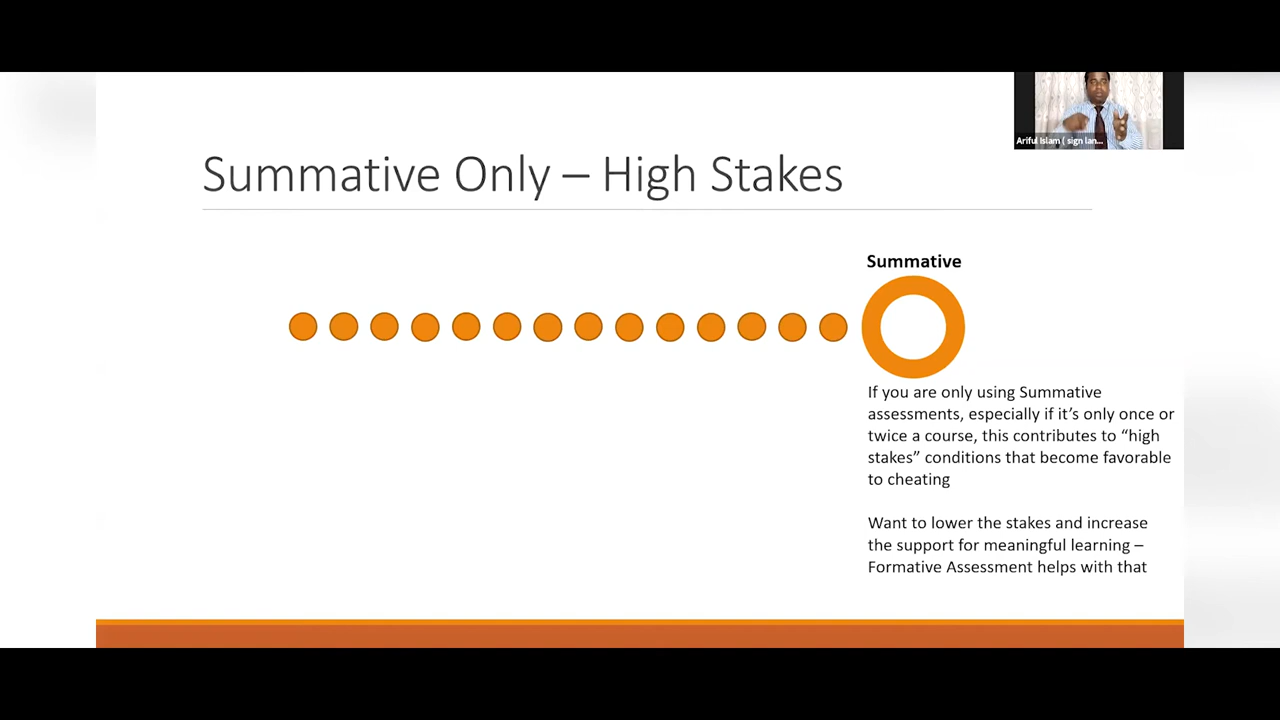 Ariful Islam ( sign lan...
Summative Only – High Stakes
Summative
If you are only using Summative
assessments, especially if it’s only once or
twice a course, this contributes to “high
stakes” conditions that become favorable
to cheating
Want to lower the stakes and increase
the support for meaningful learning –
Formative Assessment helps with that